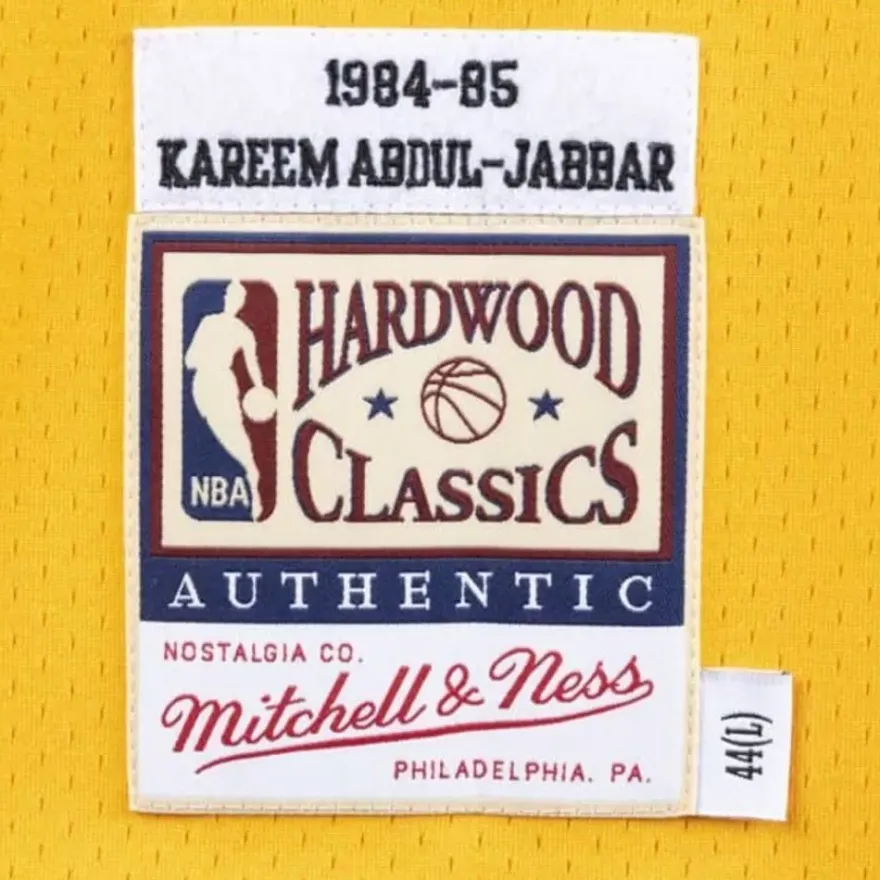 1984-85
KAREEM ABDUL-JABBAR
HARDWOOD
CLASSICS
NBA
AUTHENTIC
NOSTALGIA CO.
Mitchell & Ness
PHILADELPHIA. PA.
44(L)